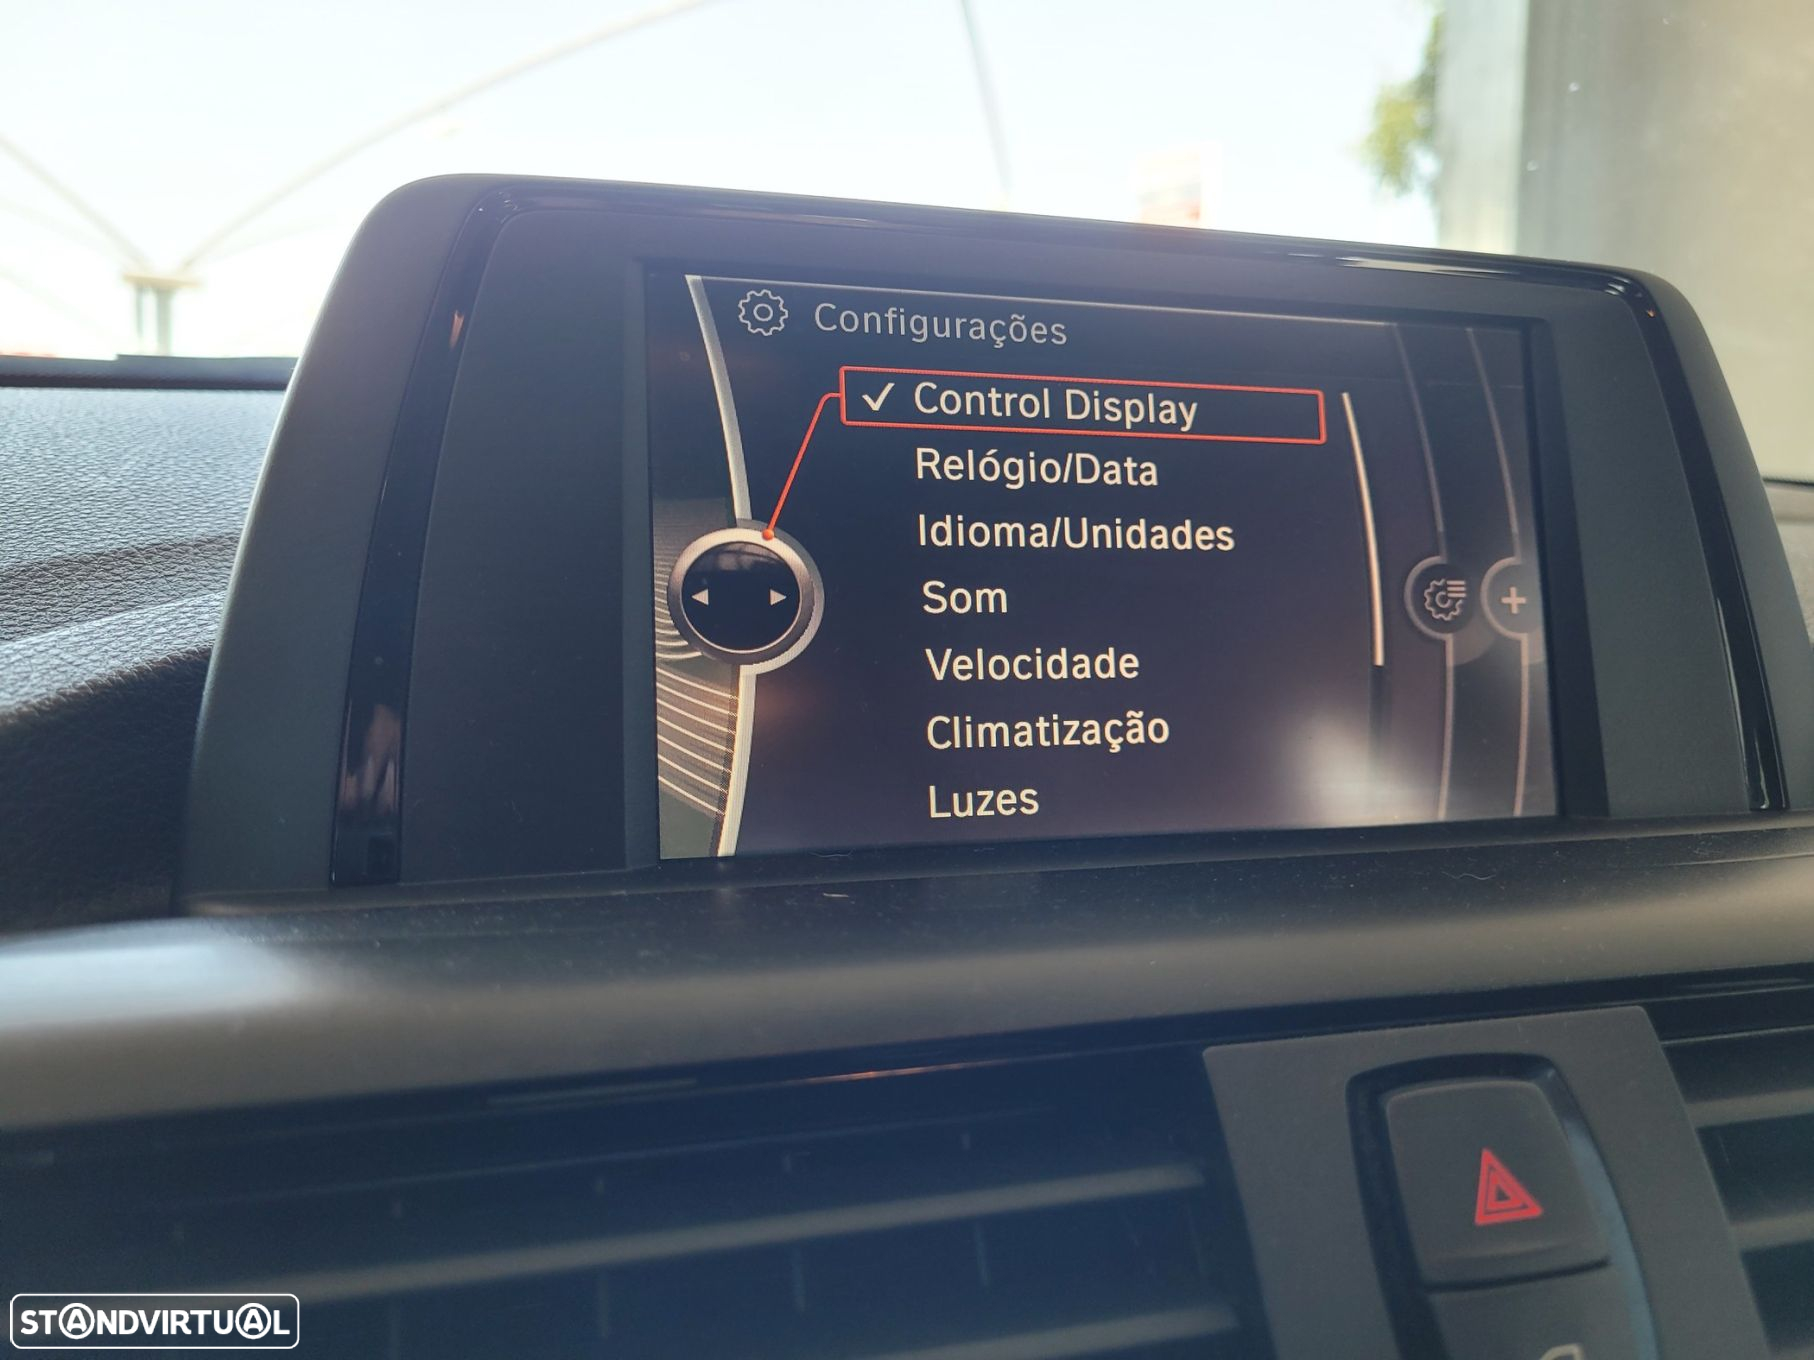 Configurações
✓ Control Display
Relógio/Data
Idioma/Unidades
Som
Velocidade
Climatização
Luzes
STANDVIRTUAL